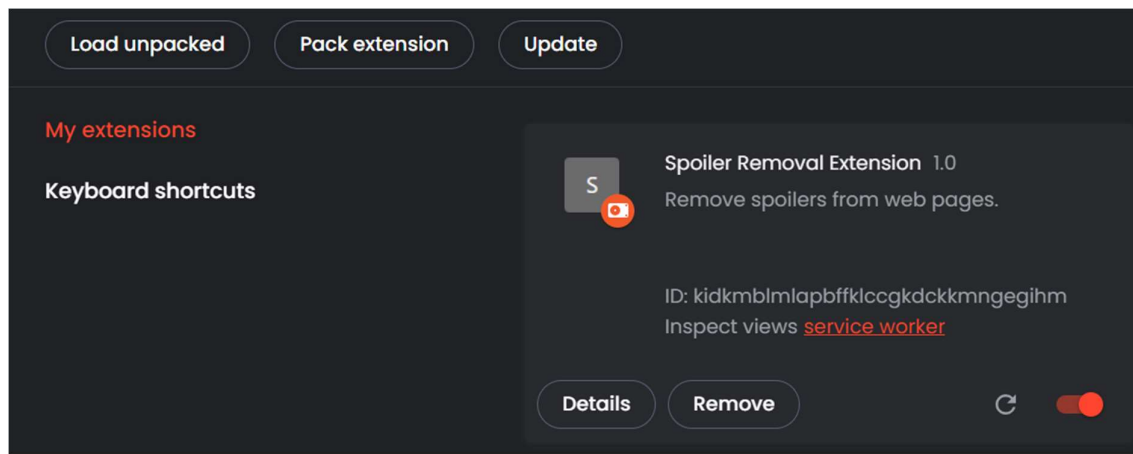 Load unpacked
Pack extension
Update
My extensions
Keyboard shortcuts
S
Spoiler Removal Extension 1.0
Remove spoilers from web pages.
ID: kidkmblmlapbffklccgkdckkmngegihm
Inspect views service worker
Details
Remove